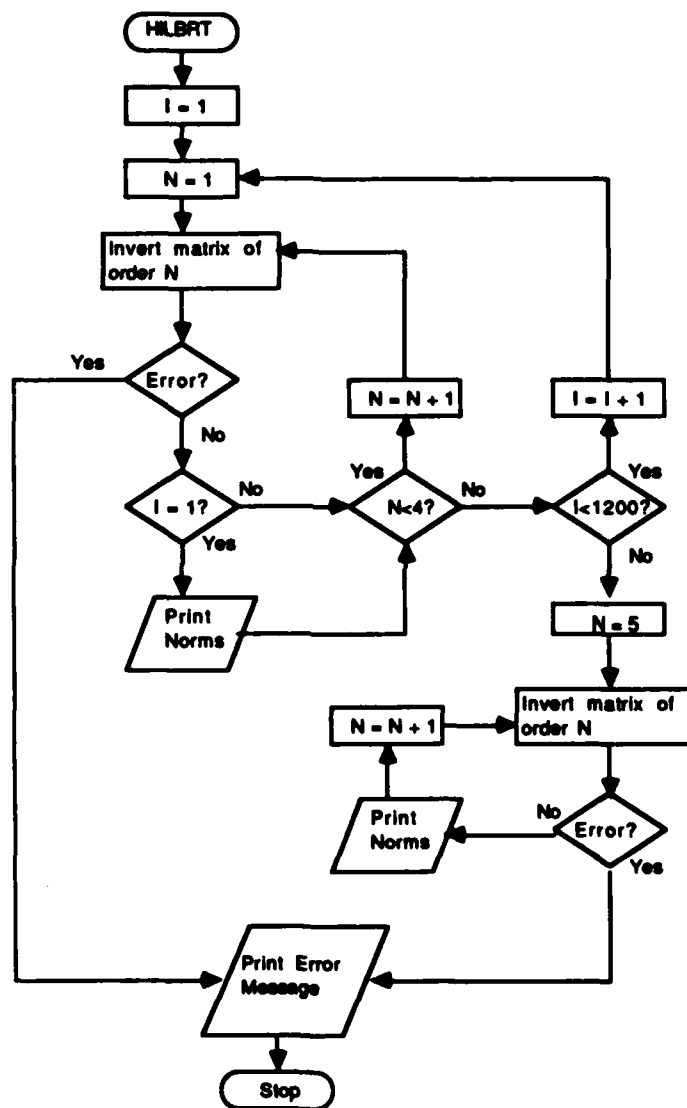 HILBRT
I = 1
N = 1
Invert matrix of
order N
Yes
Error?
No
N = N + 1
I = I + 1
I = 1?
No
Yes
Yes
N<4?
No
I<1200?
Yes
No
Print
Norms
N = 5
Invert matrix of
order N
N = N + 1
Print
Norms
No
Error?
Yes
Print Error
Message
Stop